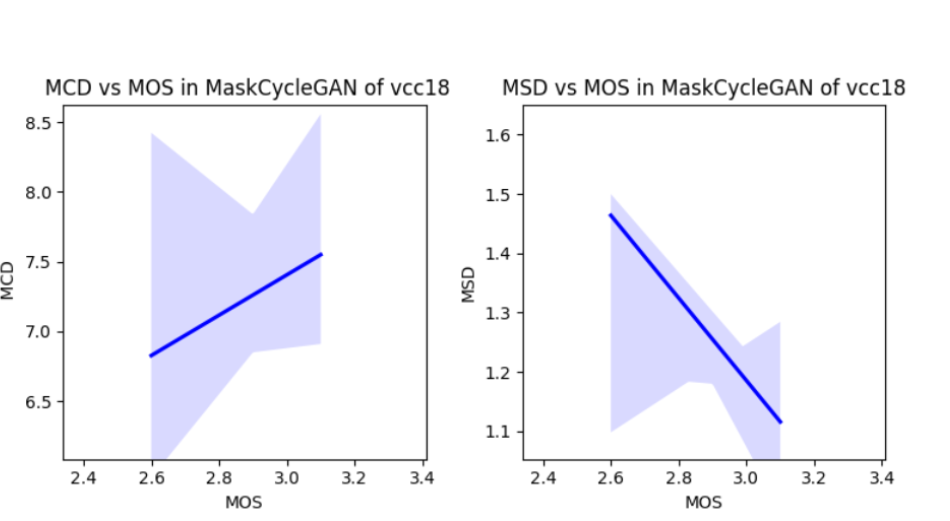 MCD vs MOS in MaskCycleGAN of vcc18
8.5
8.0
7.5
7.0
6.5
MCD
2.4 2.6 2.8 3.0 3.2 3.4
MOS
MSD vs MOS in MaskCycleGAN of vcc18
1.6
1.5
1.4
1.3
1.2
1.1
MSD
2.4 2.6 2.8 3.0 3.2 3.4
MOS